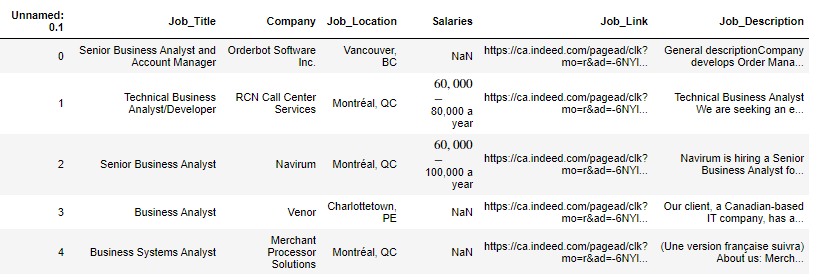 Unnamed: 0.1 Job_Title Company Job_Location Salaries Job_Link Job_Description
0 Senior Business Analyst and Account Manager Orderbot Software Inc. Vancouver, BC NaN https://ca.indeed.com/pagead/clk?mo=r&ad=-6NYl... General descriptionCompany develops Order Mana...
1 Technical Business Analyst/Developer RCN Call Center Services Montréal, QC 60,000 – 80,000 a year https://ca.indeed.com/pagead/clk?mo=r&ad=-6NYl... Technical Business Analyst We are seeking an e...
2 Senior Business Analyst Navirum Montréal, QC 60,000 – 100,000 a year https://ca.indeed.com/pagead/clk?mo=r&ad=-6NYl... Navirum is hiring a Senior Business Analyst fo...
3 Business Analyst Venor Charlottetown, PE NaN https://ca.indeed.com/pagead/clk?mo=r&ad=-6NYl... Our client, a Canadian-based IT company, has a...
4 Business Systems Analyst Merchant Processor Solutions Montréal, QC NaN https://ca.indeed.com/pagead/clk?mo=r&ad=-6NYl... (Une version française suivra) About us: Merch...